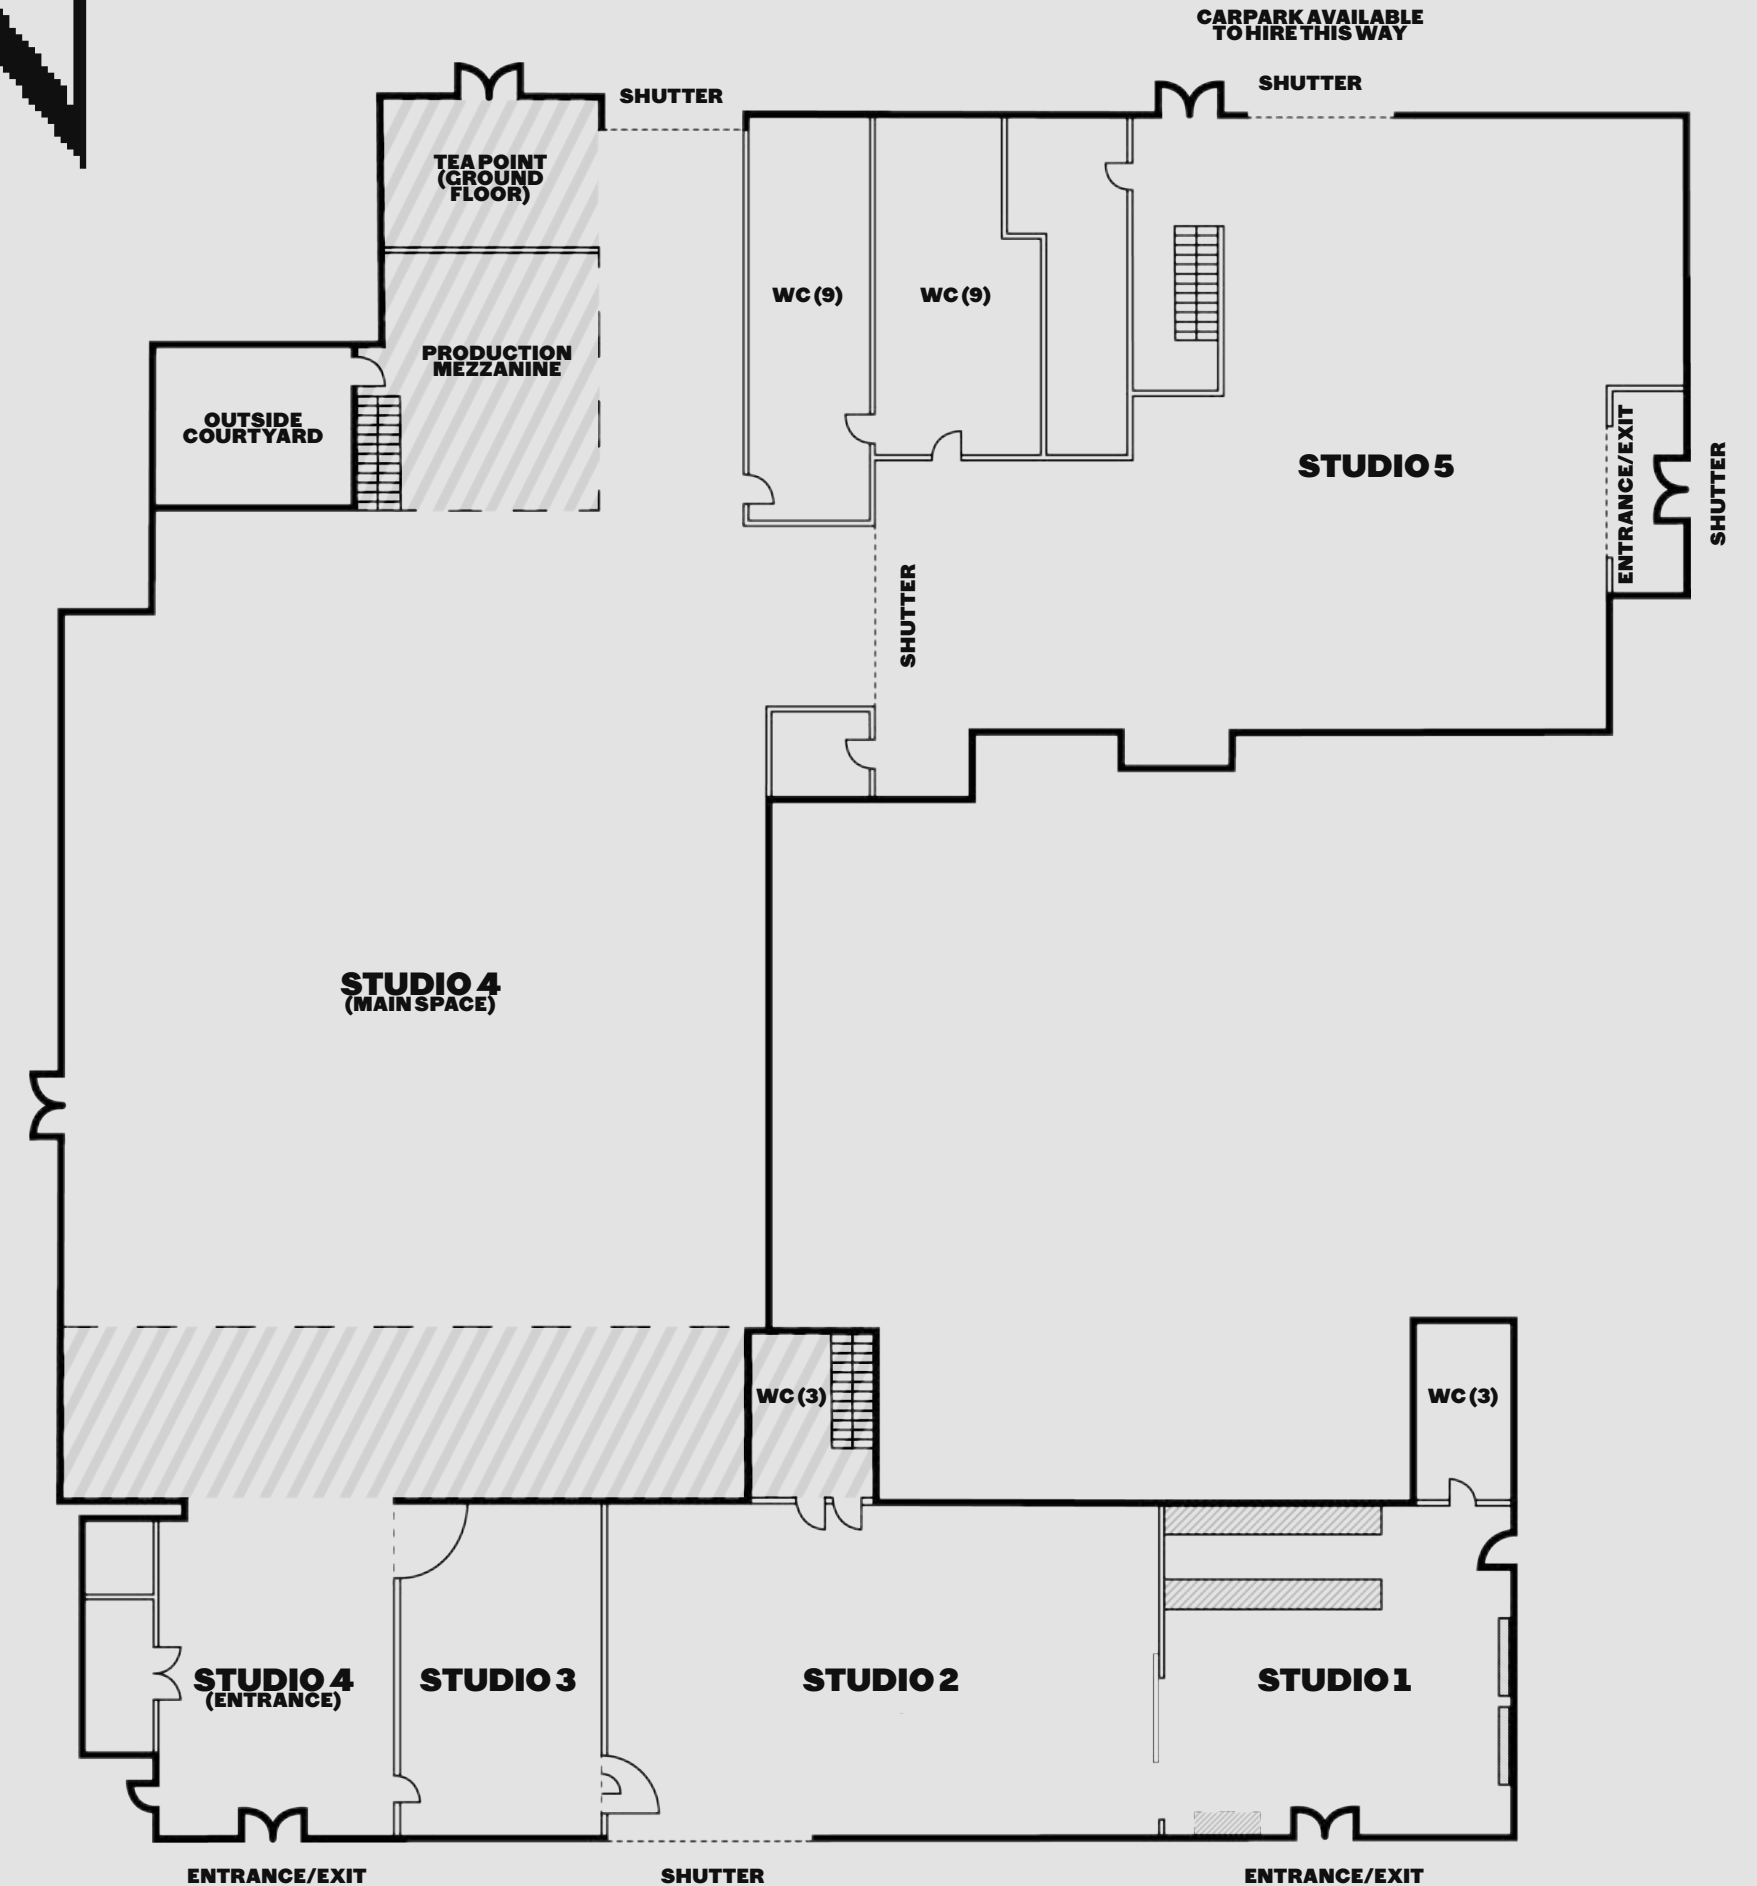 CARPARK AVAILABLE
TO HIRE THIS WAY
SHUTTER
SHUTTER
TEA POINT
(GROUND
FLOOR)
WC (9)
WC (9)
PRODUCTION
MEZZANINE
OUTSIDE
COURTYARD
STUDIO 5
ENTRANCE/EXIT
SHUTTER
SHUTTER
STUDIO 4
(MAIN SPACE)
WC (3)
WC (3)
STUDIO 4
(ENTRANCE)
STUDIO 3
STUDIO 2
STUDIO 1
ENTRANCE/EXIT
SHUTTER
ENTRANCE/EXIT